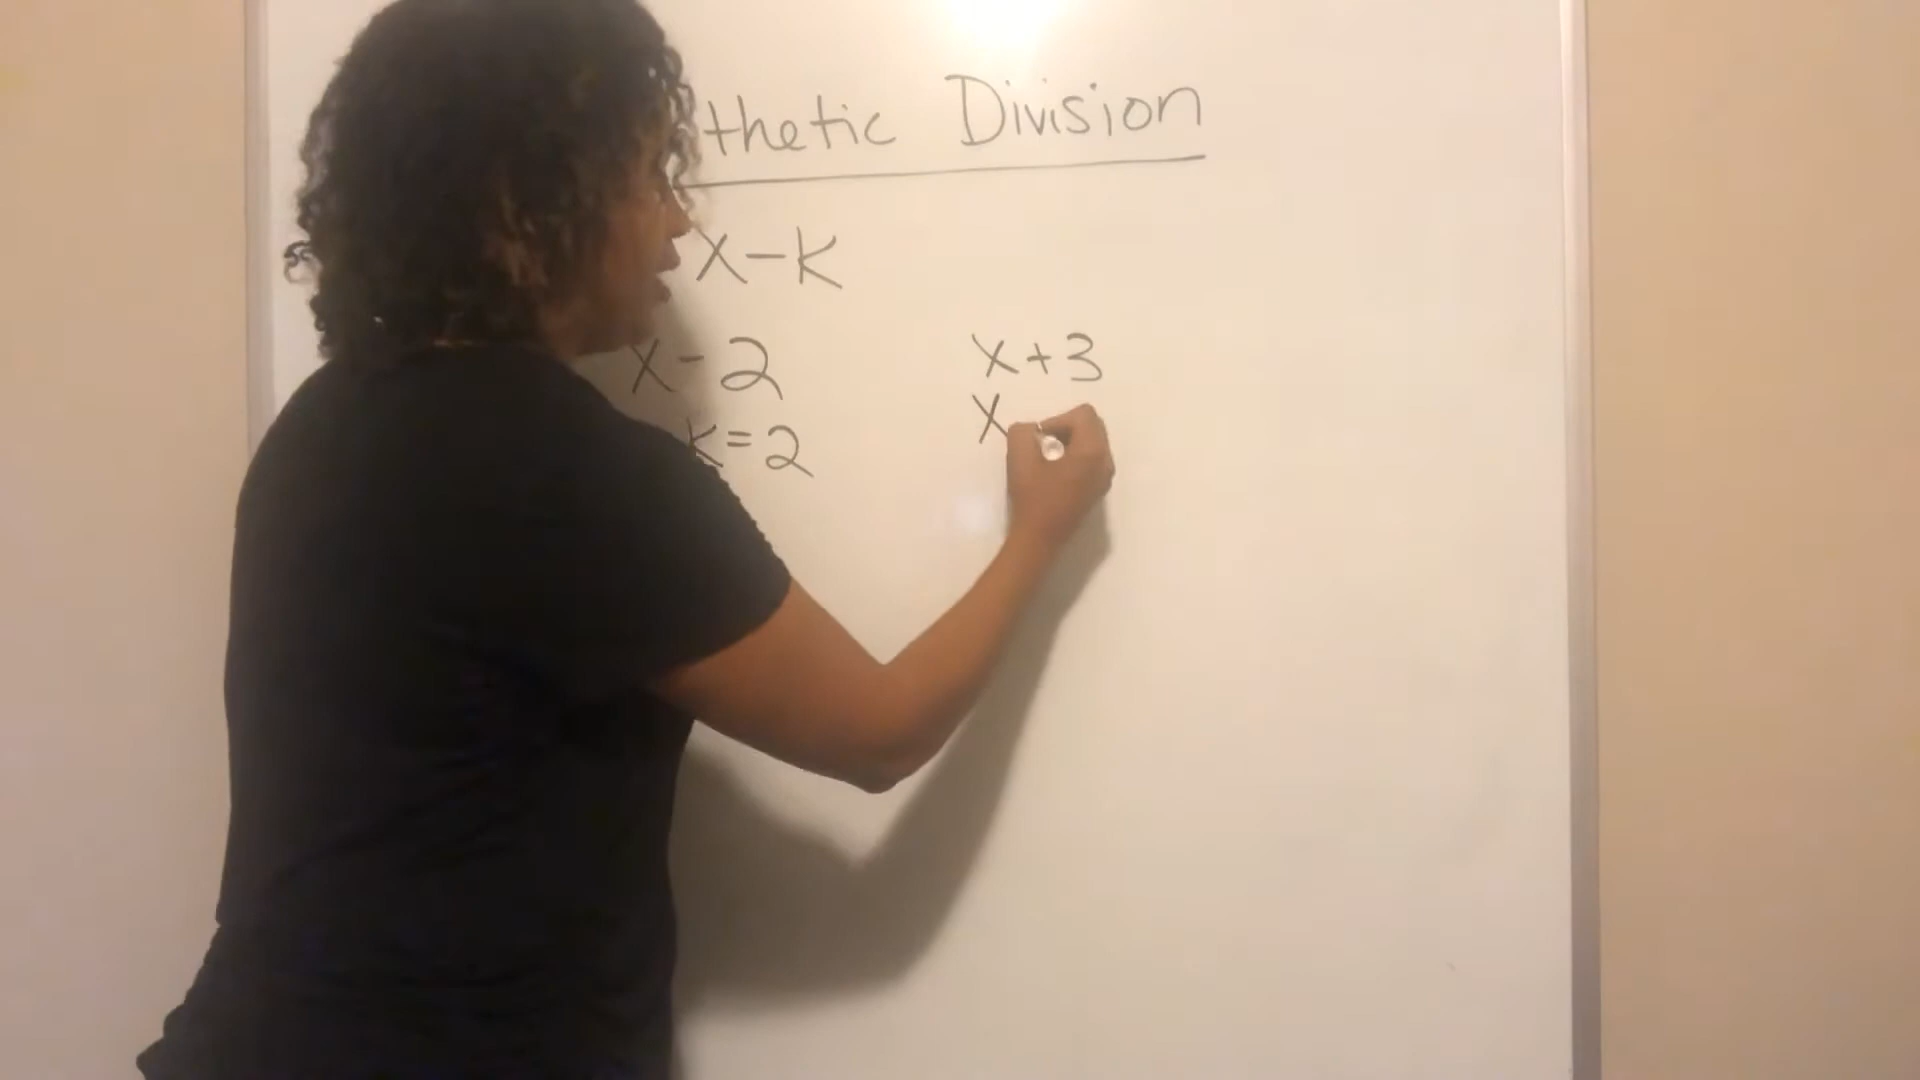 thetic Division
X-K
X-2
X+3
K=2
X